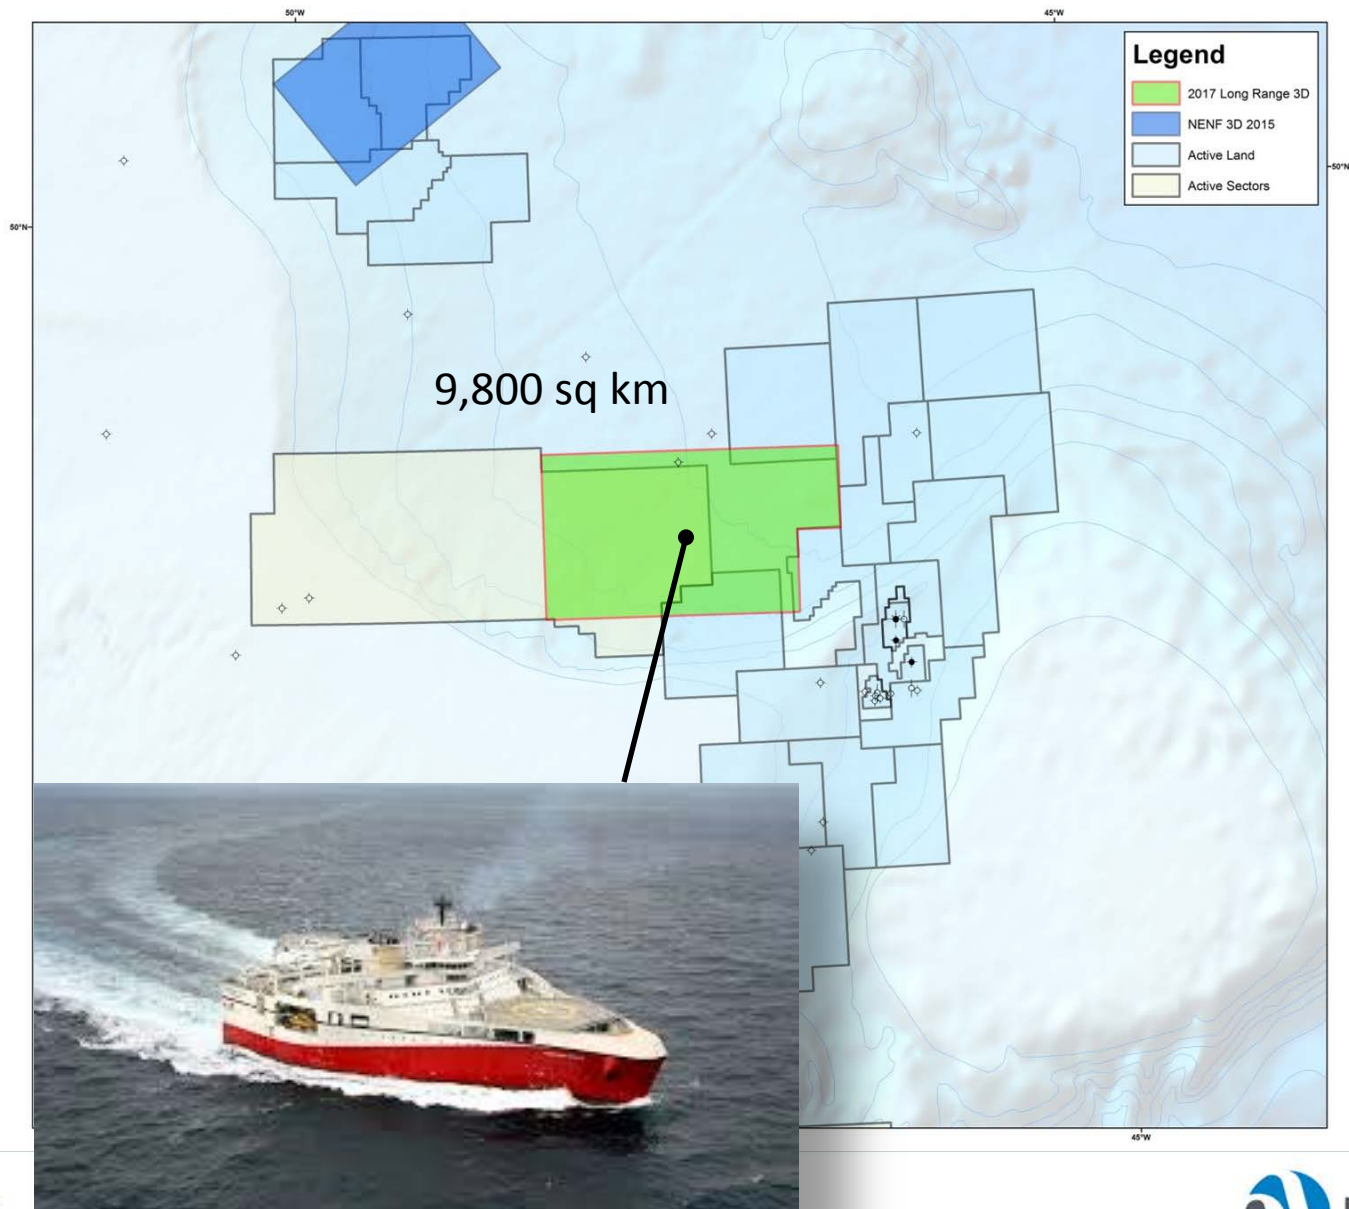 50°W
45°W
Legend
2017 Long Range 3D
NENF 3D 2015
Active Land
Active Sectors
50°N
50°N
9,800 sq km
45°W